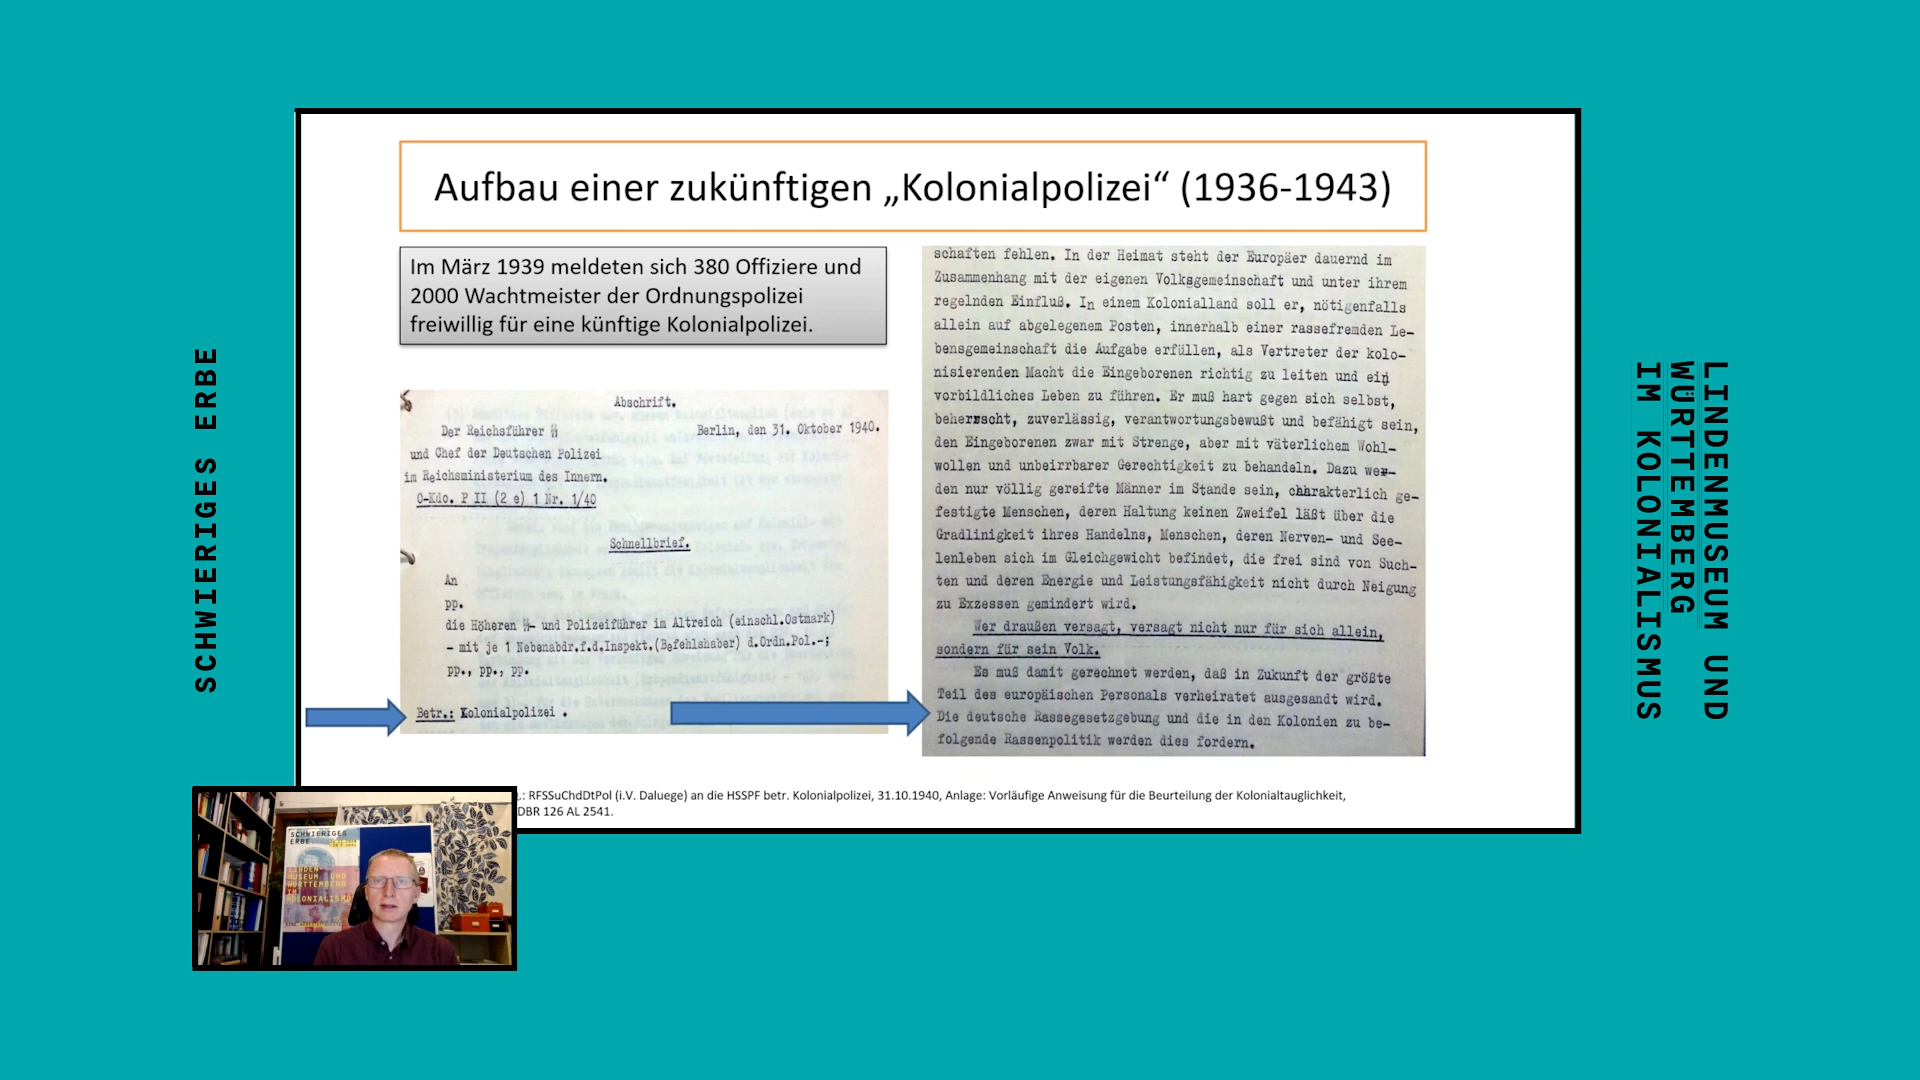 SCHWIERIGES ERBE
Aufbau einer zukünftigen „Kolonialpolizei“ (1936-1943)
Im März 1939 meldeten sich 380 Offiziere und
2000 Wachtmeister der Ordnungspolizei
freiwillig für eine künftige Kolonialpolizei.
Abschrift.
Der Reichsführer ᛋᛋ
Berlin, den 31. Oktober 1940.
und Chef der Deutschen Polizei
im Reichsministerium des Innern.
O-Kdo. P II (2 e) 1 Nr. 1/40
Schnellbrief.
An
pp.
die Höheren ᛋᛋ- und Polizeiführer im Altreich (einschl.Ostmark)
- mit je 1 Nebenabdr.f.d.Inspekt.(Befehlshaber) d.Ordn.Pol.-;
pp., pp., pp.
Betr.: Kolonialpolizei .
schaften fehlen. In der Heimat steht der Europäer dauernd im
Zusammenhang mit der eigenen Volksgemeinschaft und unter ihrem
regelnden Einfluß. In einem Kolonialland soll er, nötigenfalls
allein auf abgelegenem Posten, innerhalb einer rassefremden Le-
bensgemeinschaft die Aufgabe erfüllen, als Vertreter der kolo-
nisierenden Macht die Eingeborenen richtig zu leiten und ein
vorbildliches Leben zu führen. Er muß hart gegen sich selbst,
beherrscht, zuverlässig, verantwortungsbewußt und befähigt sein,
den Eingeborenen zwar mit Strenge, aber mit väterlichem Wohl-
wollen und unbeirrbarer Gerechtigkeit zu behandeln. Dazu wer-
den nur völlig gereifte Männer im Stande sein, charakterlich ge-
festigte Menschen, deren Haltung keinen Zweifel läßt über die
Gradlinigkeit ihres Handelns, Menschen, deren Nerven- und See-
lenleben sich im Gleichgewicht befindet, die frei sind von Such-
ten und deren Energie und Leistungsfähigkeit nicht durch Neigung
zu Exzessen gemindert wird.
Wer draußen versagt, versagt nicht nur für sich allein,
sondern für sein Volk.
Es muß damit gerechnet werden, daß in Zukunft der größte
Teil des europäischen Personals verheiratet ausgesandt wird.
Die deutsche Rassegesetzgebung und die in den Kolonien zu be-
folgende Rassenpolitik werden dies fordern.
.: RFSSuChdDtPol (i.V. Daluege) an die HSSPF betr. Kolonialpolizei, 31.10.1940, Anlage: Vorläufige Anweisung für die Beurteilung der Kolonialtauglichkeit,
DBR 126 AL 2541.
SCHWIERIGES
ERBE
LINDEN-
MUSEUM UND
WÜRTTEMBERG
IM
KOLONIALISMUS
LINDENMUSEUM UND
WÜRTTEMBERG
IM KOLONIALISMUS